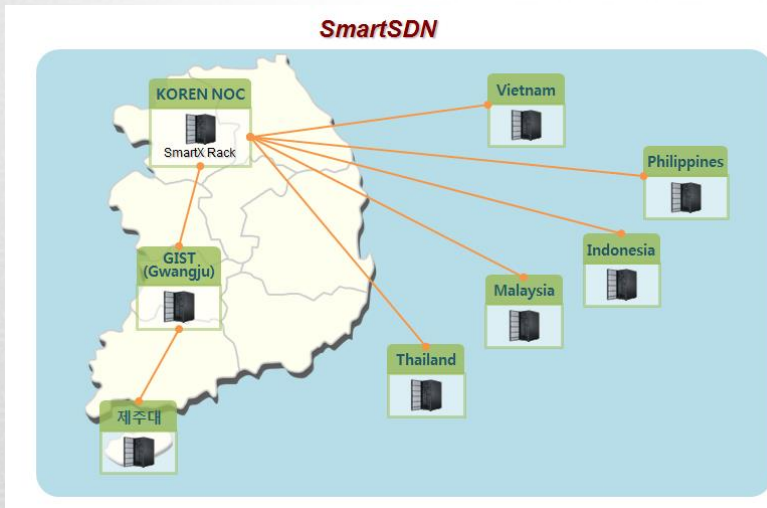 SmartSDN
KOREN NOC
SmartX Rack
Vietnam
Philippines
GIST
(Gwangju)
Indonesia
Malaysia
Thailand
제주대